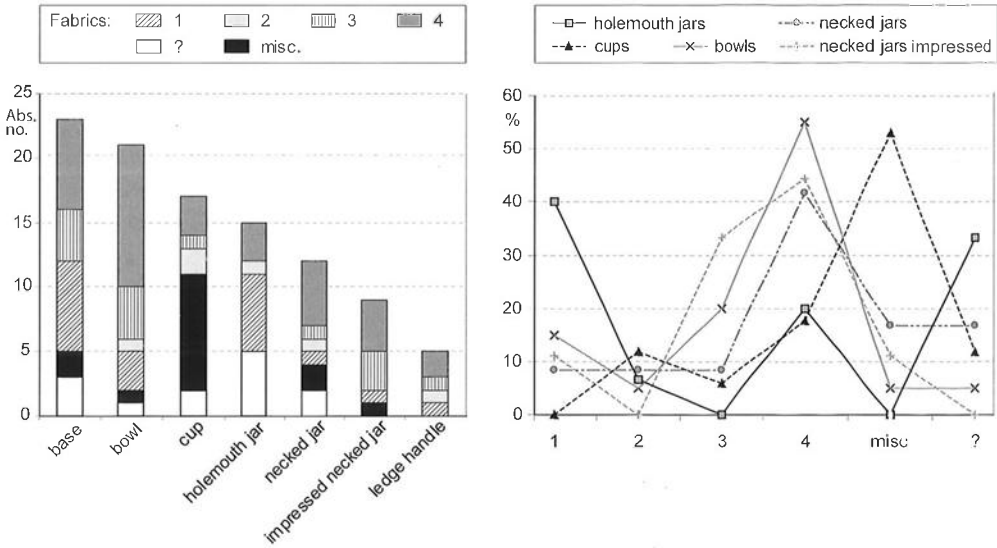 Fabrics: 1 2 3 4
? misc.
25
Abs.
no.
20
15
10
5
0
base
bowl
cup
holemouth jar
necked jar
impressed necked jar
ledge handle
holemouth jars necked jars
cups bowls necked jars impressed
60
%
50
40
30
20
10
0
1 2 3 4 misc ?